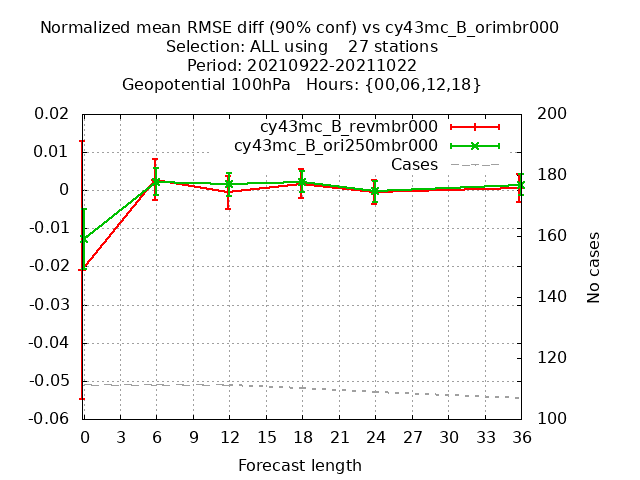 Normalized mean RMSE diff (90% conf) vs cy43mc_B_orimbr000
Selection: ALL using    27 stations
Period: 20210922-20211022
Geopotential 100hPa   Hours: {00,06,12,18}
0.02
0.01
0
-0.01
-0.02
-0.03
-0.04
-0.05
-0.06
200
180
160
140
120
100
cy43mc_B_revmbr000
cy43mc_B_ori250mbr000
Cases
No cases
0 3 6 9 12 15 18 21 24 27 30 33 36
Forecast length